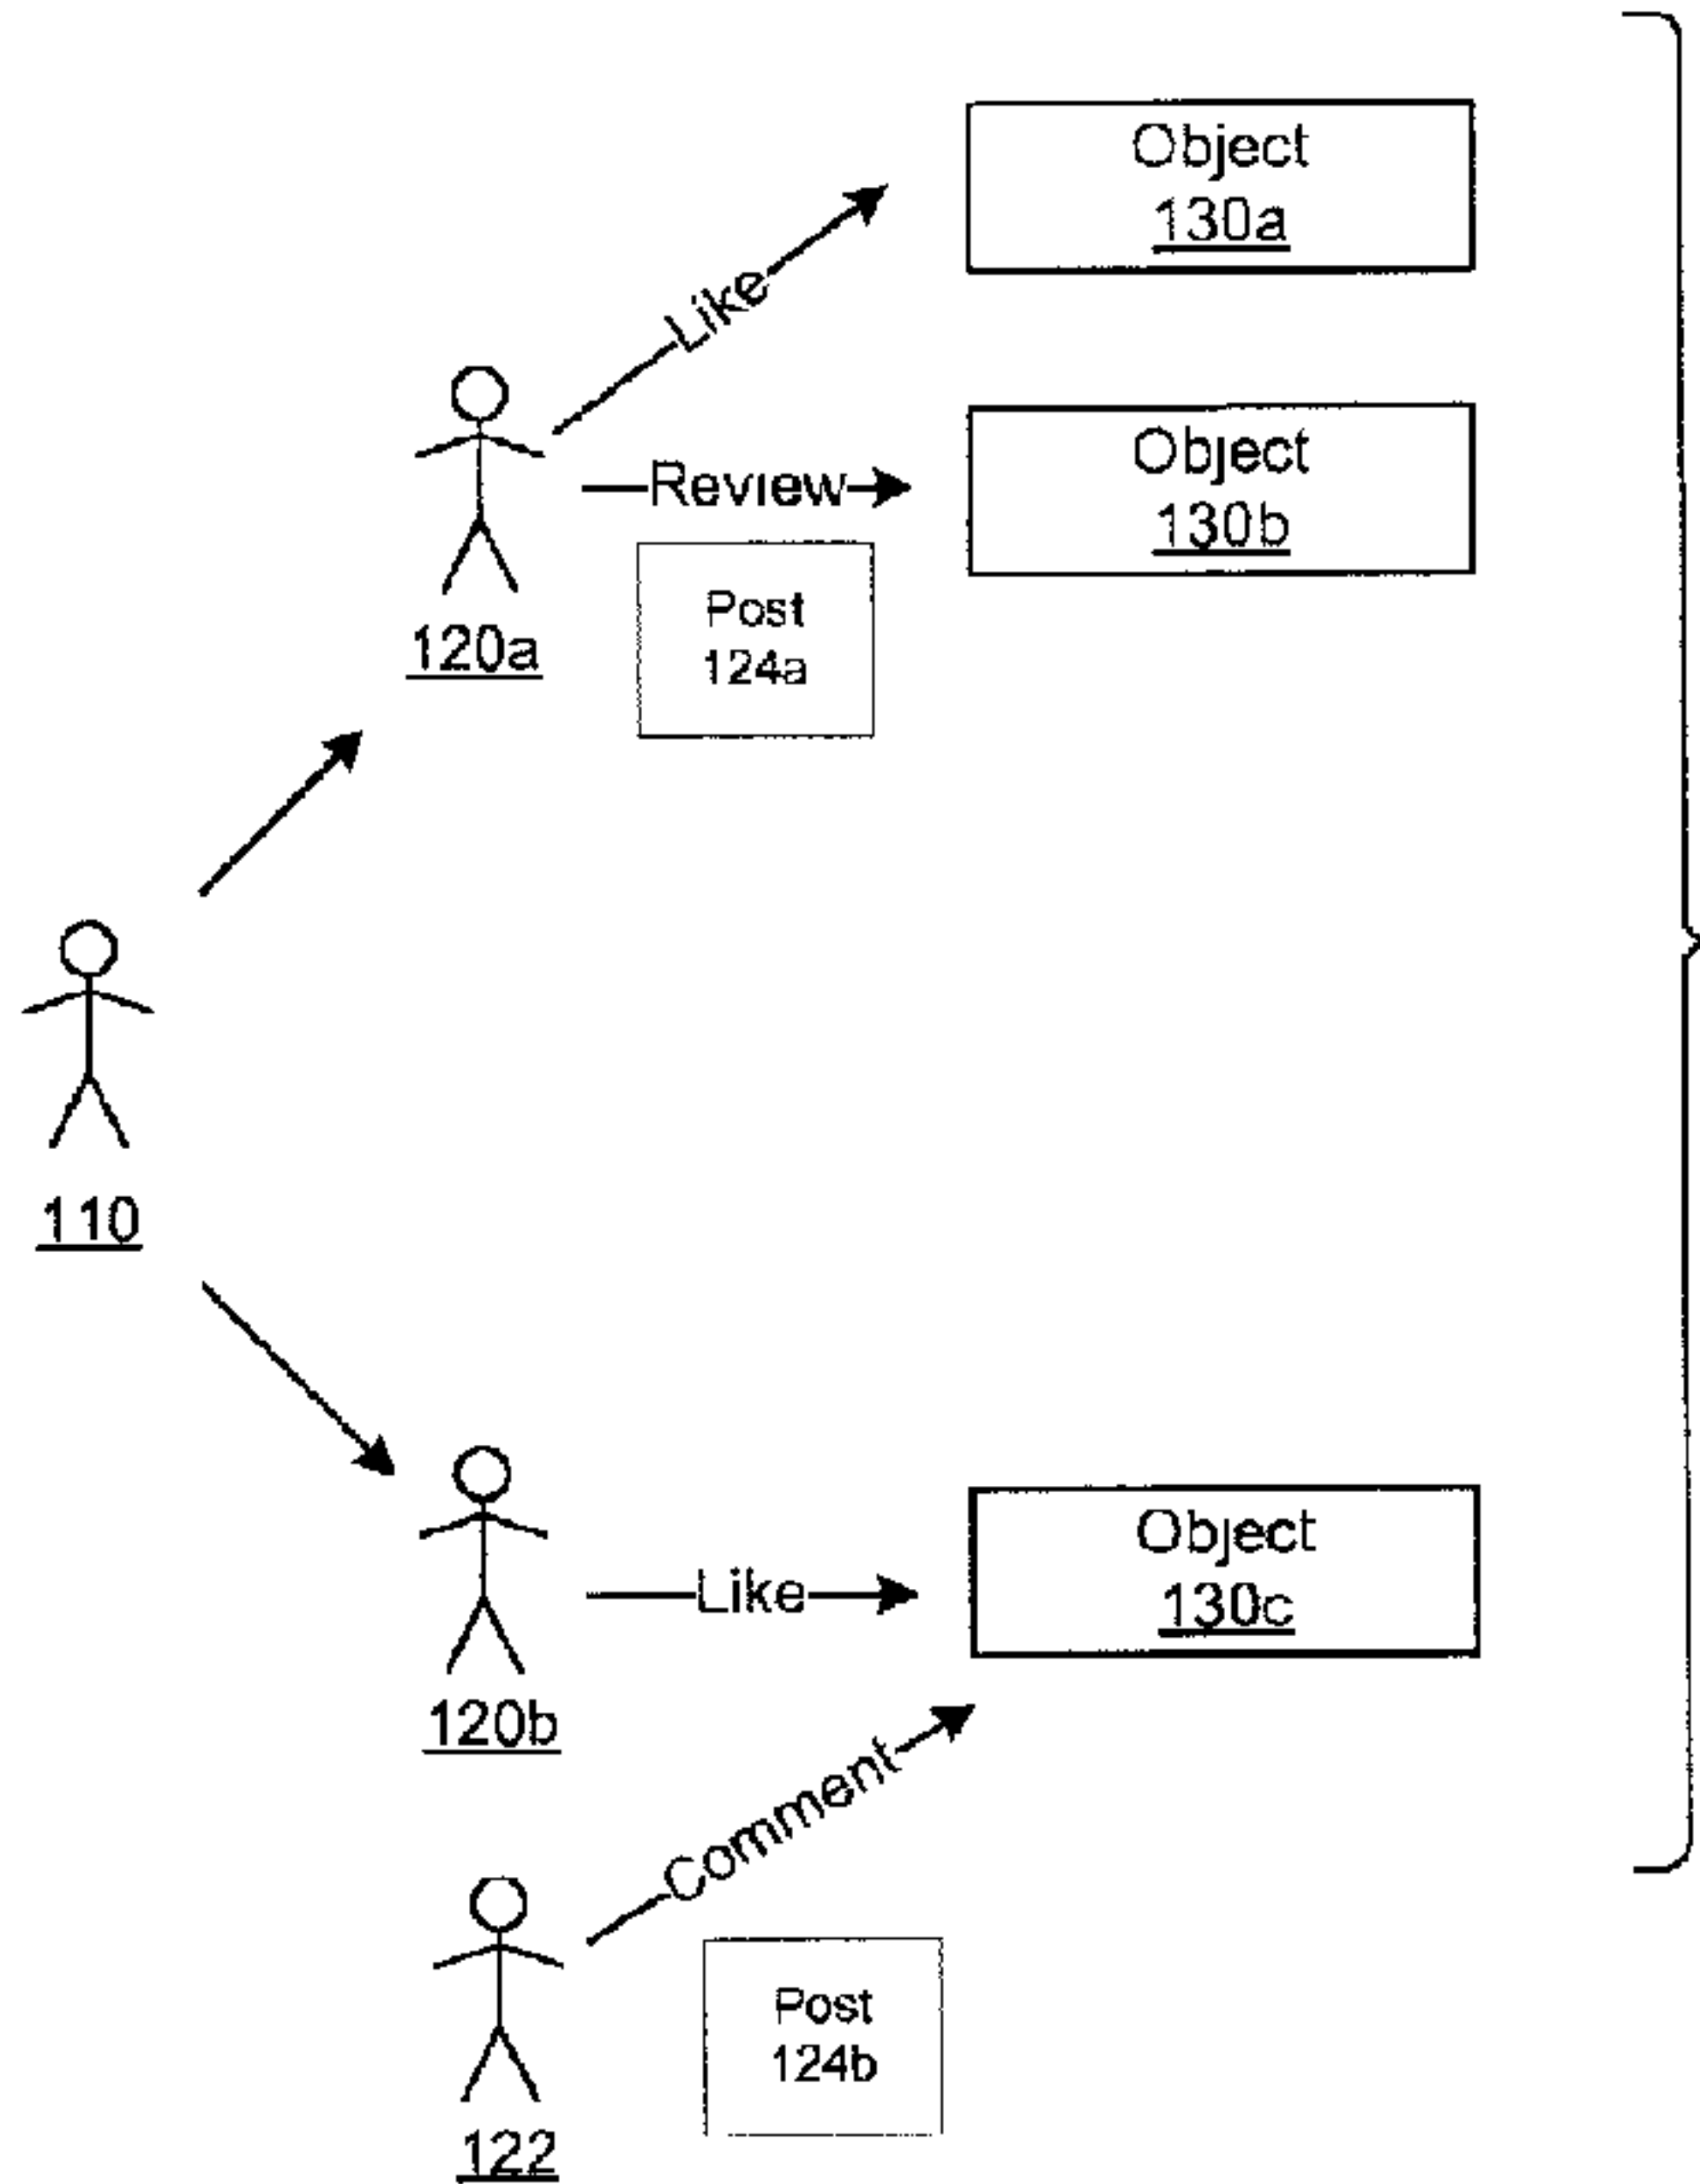 Object
130a
Like
Object
130b
Review
Post
124a
120a
110
Object
130c
Like
120b
Comment
Post
124b
122